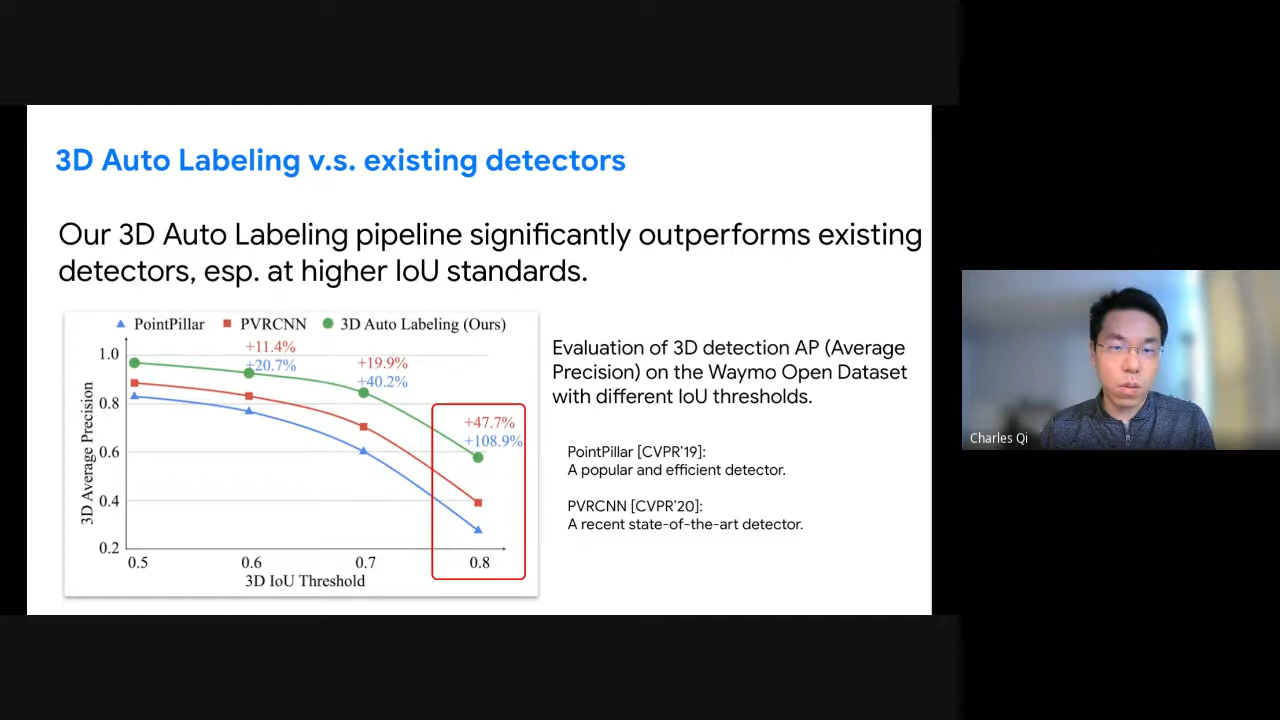 3D Auto Labeling v.s. existing detectors
Our 3D Auto Labeling pipeline significantly outperforms existing
detectors, esp. at higher IoU standards.
PointPillar PVRCNN 3D Auto Labeling (Ours)
+11.4%
+20.7%
+19.9%
+40.2%
+47.7%
+108.9%
1.0
0.8
0.6
0.4
0.2
3D Average Precision
0.5 0.6 0.7 0.8
3D IoU Threshold
Evaluation of 3D detection AP (Average
Precision) on the Waymo Open Dataset
with different IoU thresholds.
PointPillar [CVPR'19]:
A popular and efficient detector.
PVRCNN [CVPR'20]:
A recent state-of-the-art detector.
Charles Qi